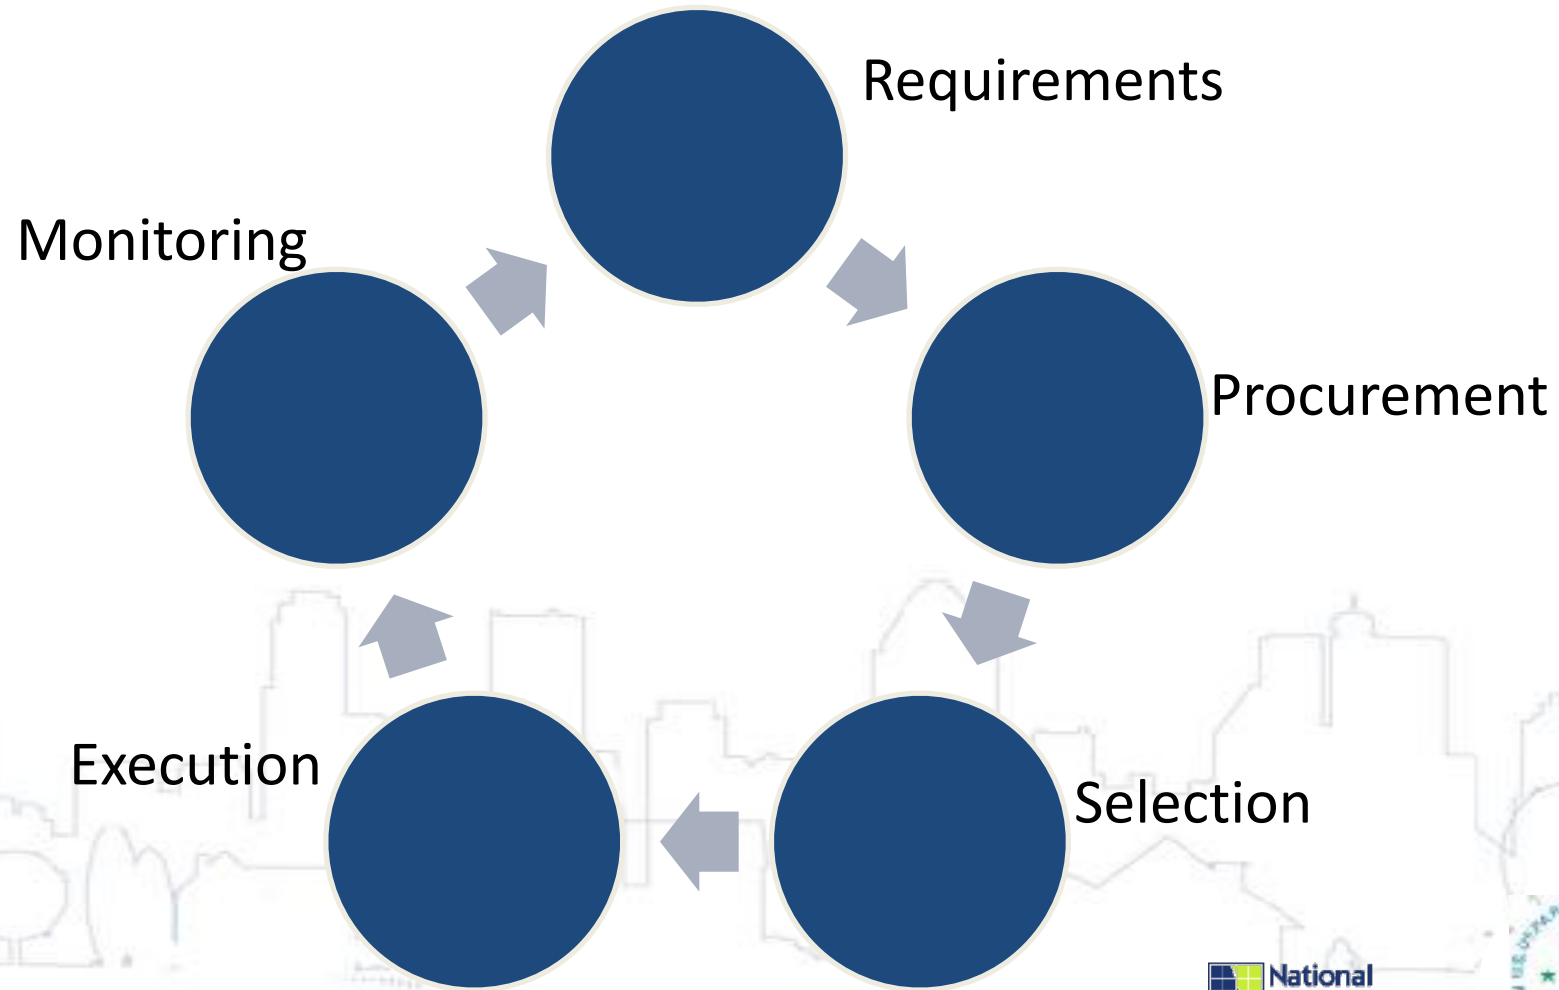 Requirements
Monitoring
Procurement
Execution
Selection
National